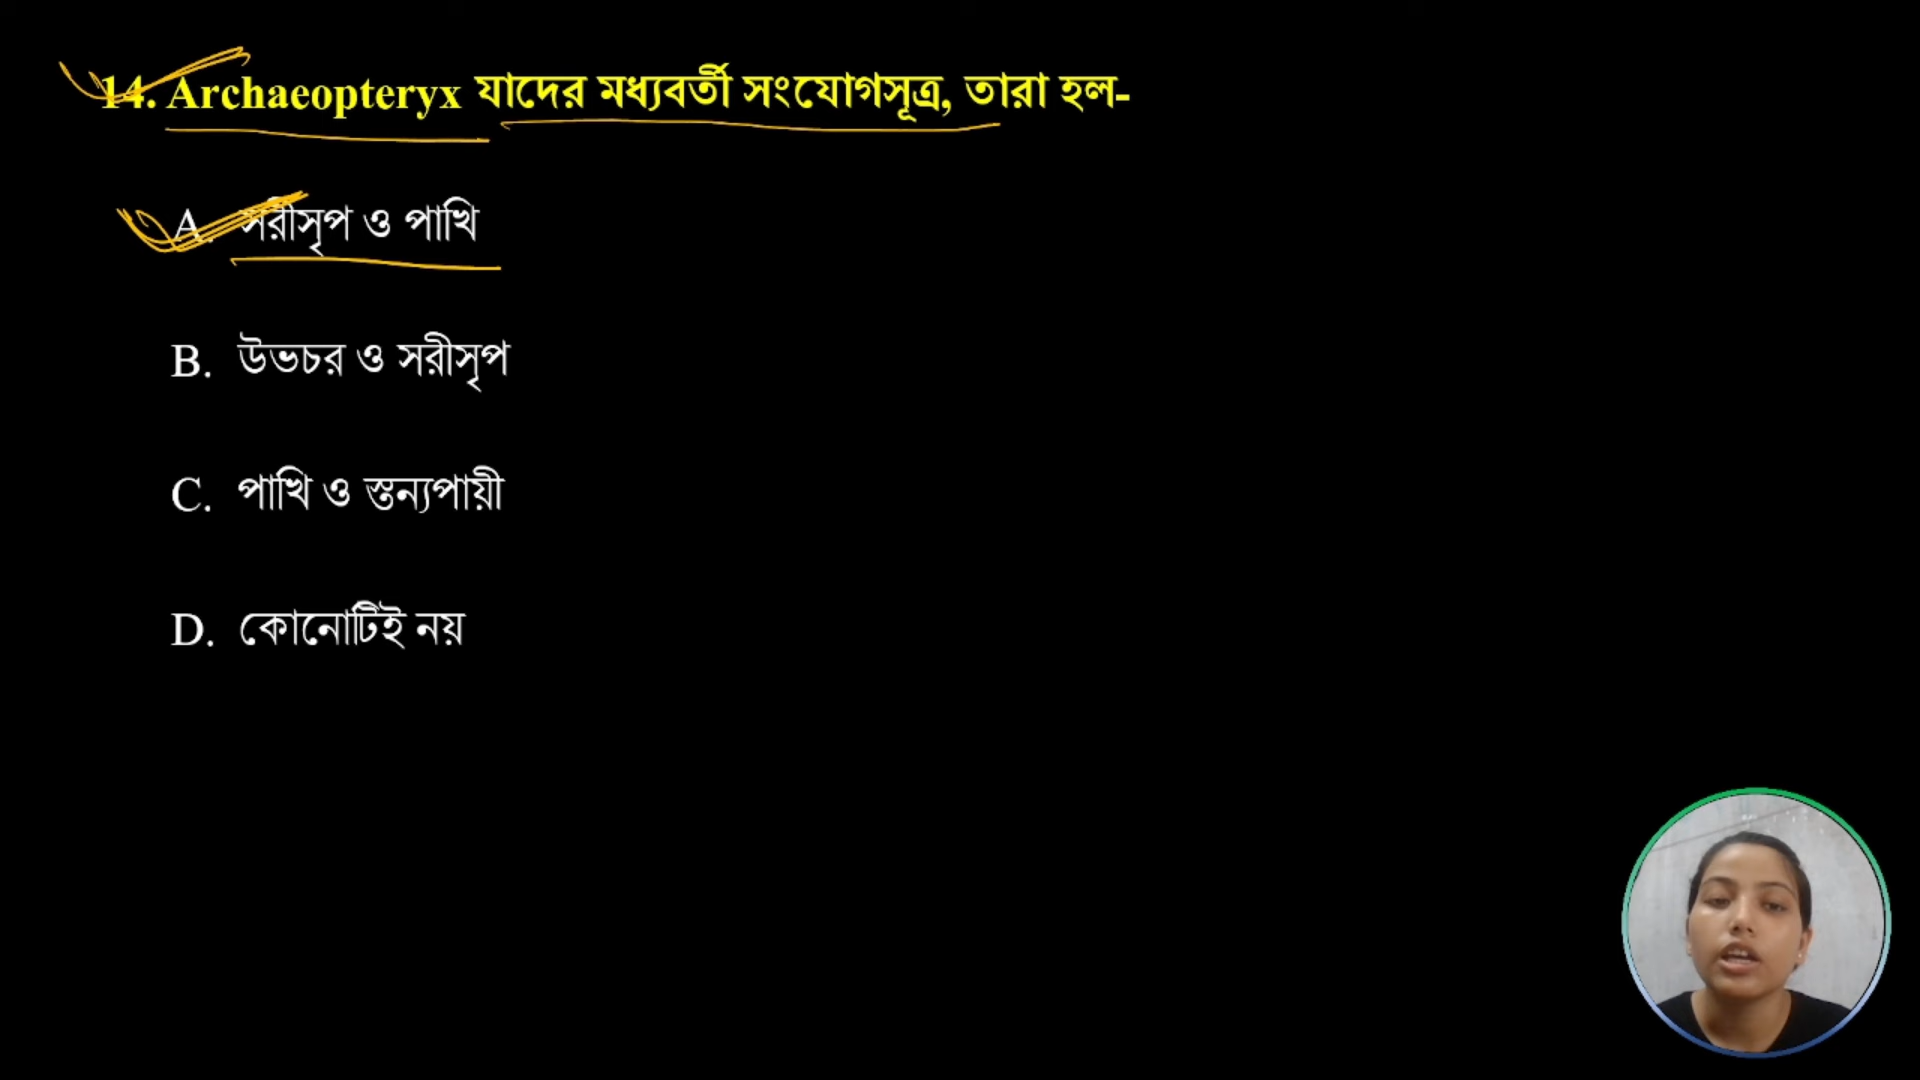 14. Archaeopteryx যাদের মধ্যবর্তী সংযোগসূত্র, তারা হল-
A. সরীসৃপ ও পাখি
B. উভচর ও সরীসৃপ
C. পাখি ও স্তন্যপায়ী
D. কোনোটিই নয়